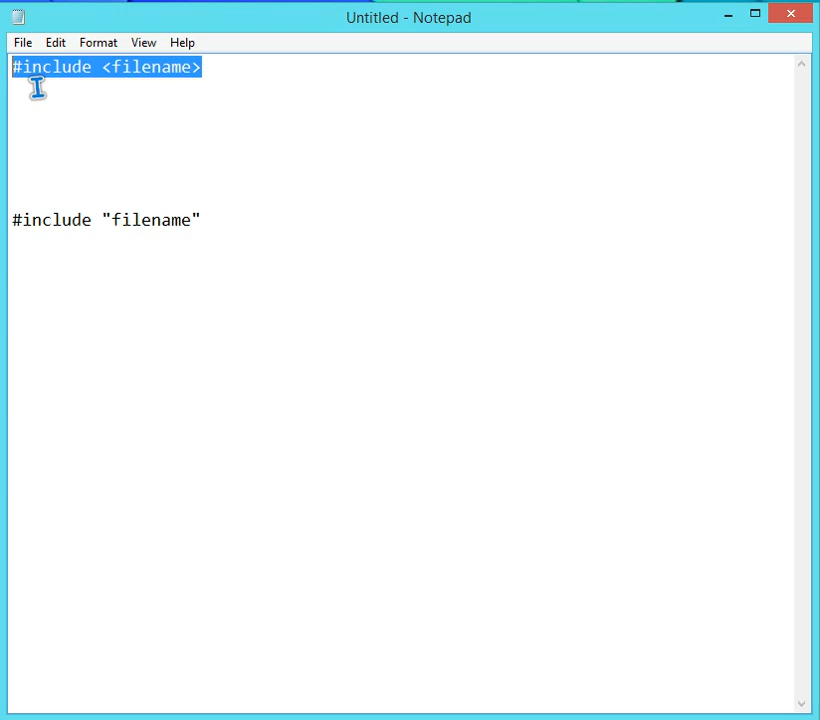 Untitled - Notepad
File Edit Format View Help
#include <filename>
#include "filename"